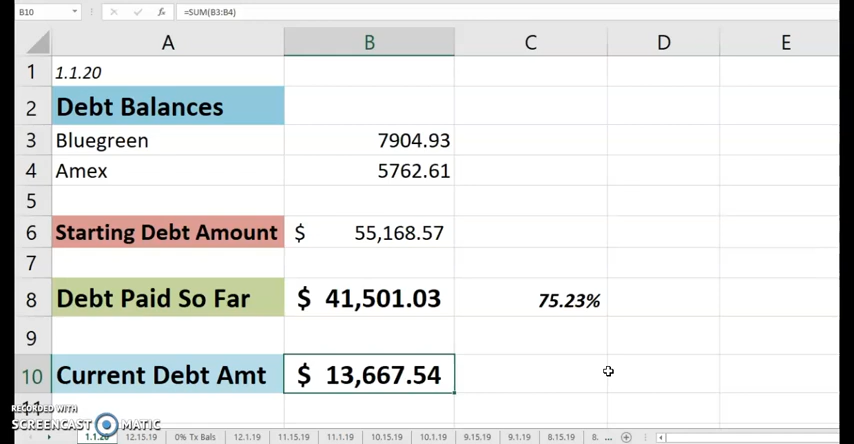 B10 fx =SUM(B3:B4)
A B C D E
1 1.1.20
2 Debt Balances
3 Bluegreen 7904.93
4 Amex 5762.61
5
6 Starting Debt Amount $ 55,168.57
7
8 Debt Paid So Far $ 41,501.03 75.23%
9
10 Current Debt Amt $ 13,667.54
11
RECORDED WITH
SCREENCAST MATIC
1.1.20 12.15.19 0% Tx Bals 12.1.19 11.15.19 11.1.19 10.15.19 10.1.19 9.15.19 9.1.19 8.15.19 8. ...